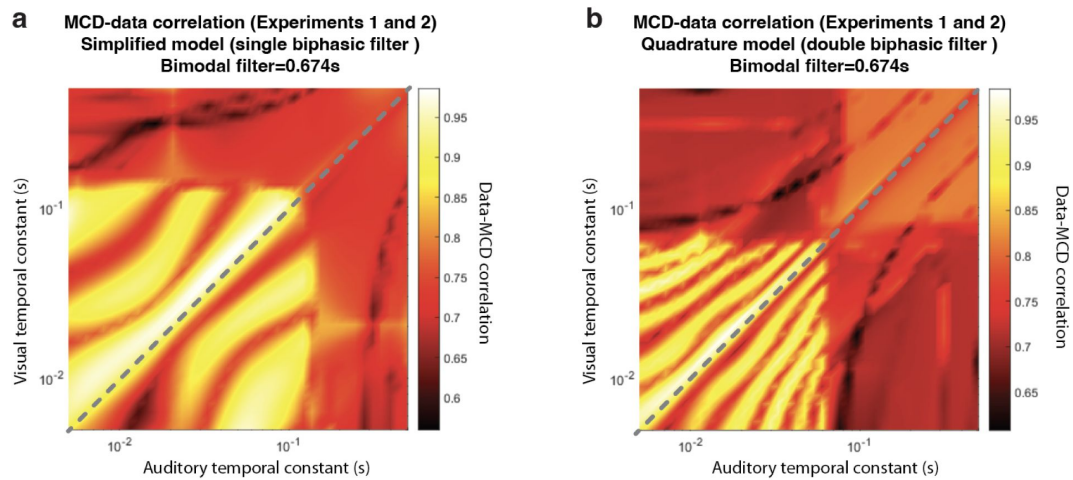 a
MCD-data correlation (Experiments 1 and 2)
Simplified model (single biphasic filter )
Bimodal filter=0.674s
Visual temporal constant (s)
10-1
10-2
10-2
10-1
Auditory temporal constant (s)
0.95
0.9
0.85
0.8
0.75
0.7
0.65
0.6
Data-MCD correlation
b
MCD-data correlation (Experiments 1 and 2)
Quadrature model (double biphasic filter )
Bimodal filter=0.674s
Visual temporal constant (s)
10-1
10-2
10-2
10-1
Auditory temporal constant (s)
0.95
0.9
0.85
0.8
0.75
0.7
0.65
Data-MCD correlation